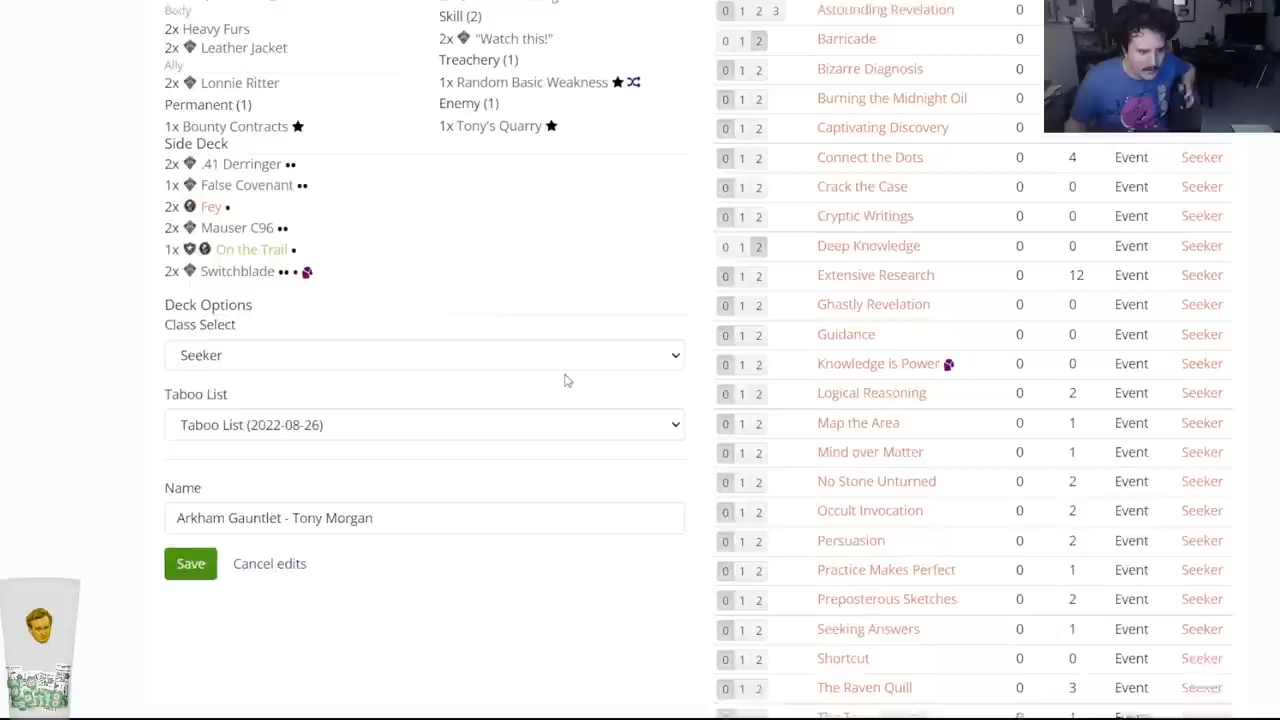 Body
2x Heavy Furs
2x Leather Jacket
Ally
2x Lonnie Ritter
Permanent (1)
1x Bounty Contracts ★
Skill (2)
2x "Watch this!"
Treachery (1)
1x Random Basic Weakness ★
Enemy (1)
1x Tony's Quarry ★
Side Deck
2x .41 Derringer ••
1x False Covenant ••
2x Fey •
2x Mauser C96 ••
1x On the Trail •
2x Switchblade •• •
Deck Options
Class Select
Seeker
Taboo List
Taboo List (2022-08-26)
Name
Arkham Gauntlet - Tony Morgan
Save Cancel edits
0 1 2 3 Astounding Revelation 0
0 1 2 Barricade 0
0 1 2 Bizarre Diagnosis 0
0 1 2 Burning the Midnight Oil 0
0 1 2 Captivating Discovery 0
0 1 2 Connect the Dots 0 4 Event Seeker
0 1 2 Crack the Case 0 0 Event Seeker
0 1 2 Cryptic Writings 0 0 Event Seeker
0 1 2 Deep Knowledge 0 0 Event Seeker
0 1 2 Extensive Research 0 12 Event Seeker
0 1 2 Ghastly Revelation 0 0 Event Seeker
0 1 2 Guidance 0 0 Event Seeker
0 1 2 Knowledge is Power 0 0 Event Seeker
0 1 2 Logical Reasoning 0 2 Event Seeker
0 1 2 Map the Area 0 1 Event Seeker
0 1 2 Mind over Matter 0 1 Event Seeker
0 1 2 No Stone Unturned 0 2 Event Seeker
0 1 2 Occult Invocation 0 2 Event Seeker
0 1 2 Persuasion 0 2 Event Seeker
0 1 2 Practice Makes Perfect 0 1 Event Seeker
0 1 2 Preposterous Sketches 0 2 Event Seeker
0 1 2 Seeking Answers 0 1 Event Seeker
0 1 2 Shortcut 0 0 Event Seeker
0 1 2 The Raven Quill 0 3 Event Seeker